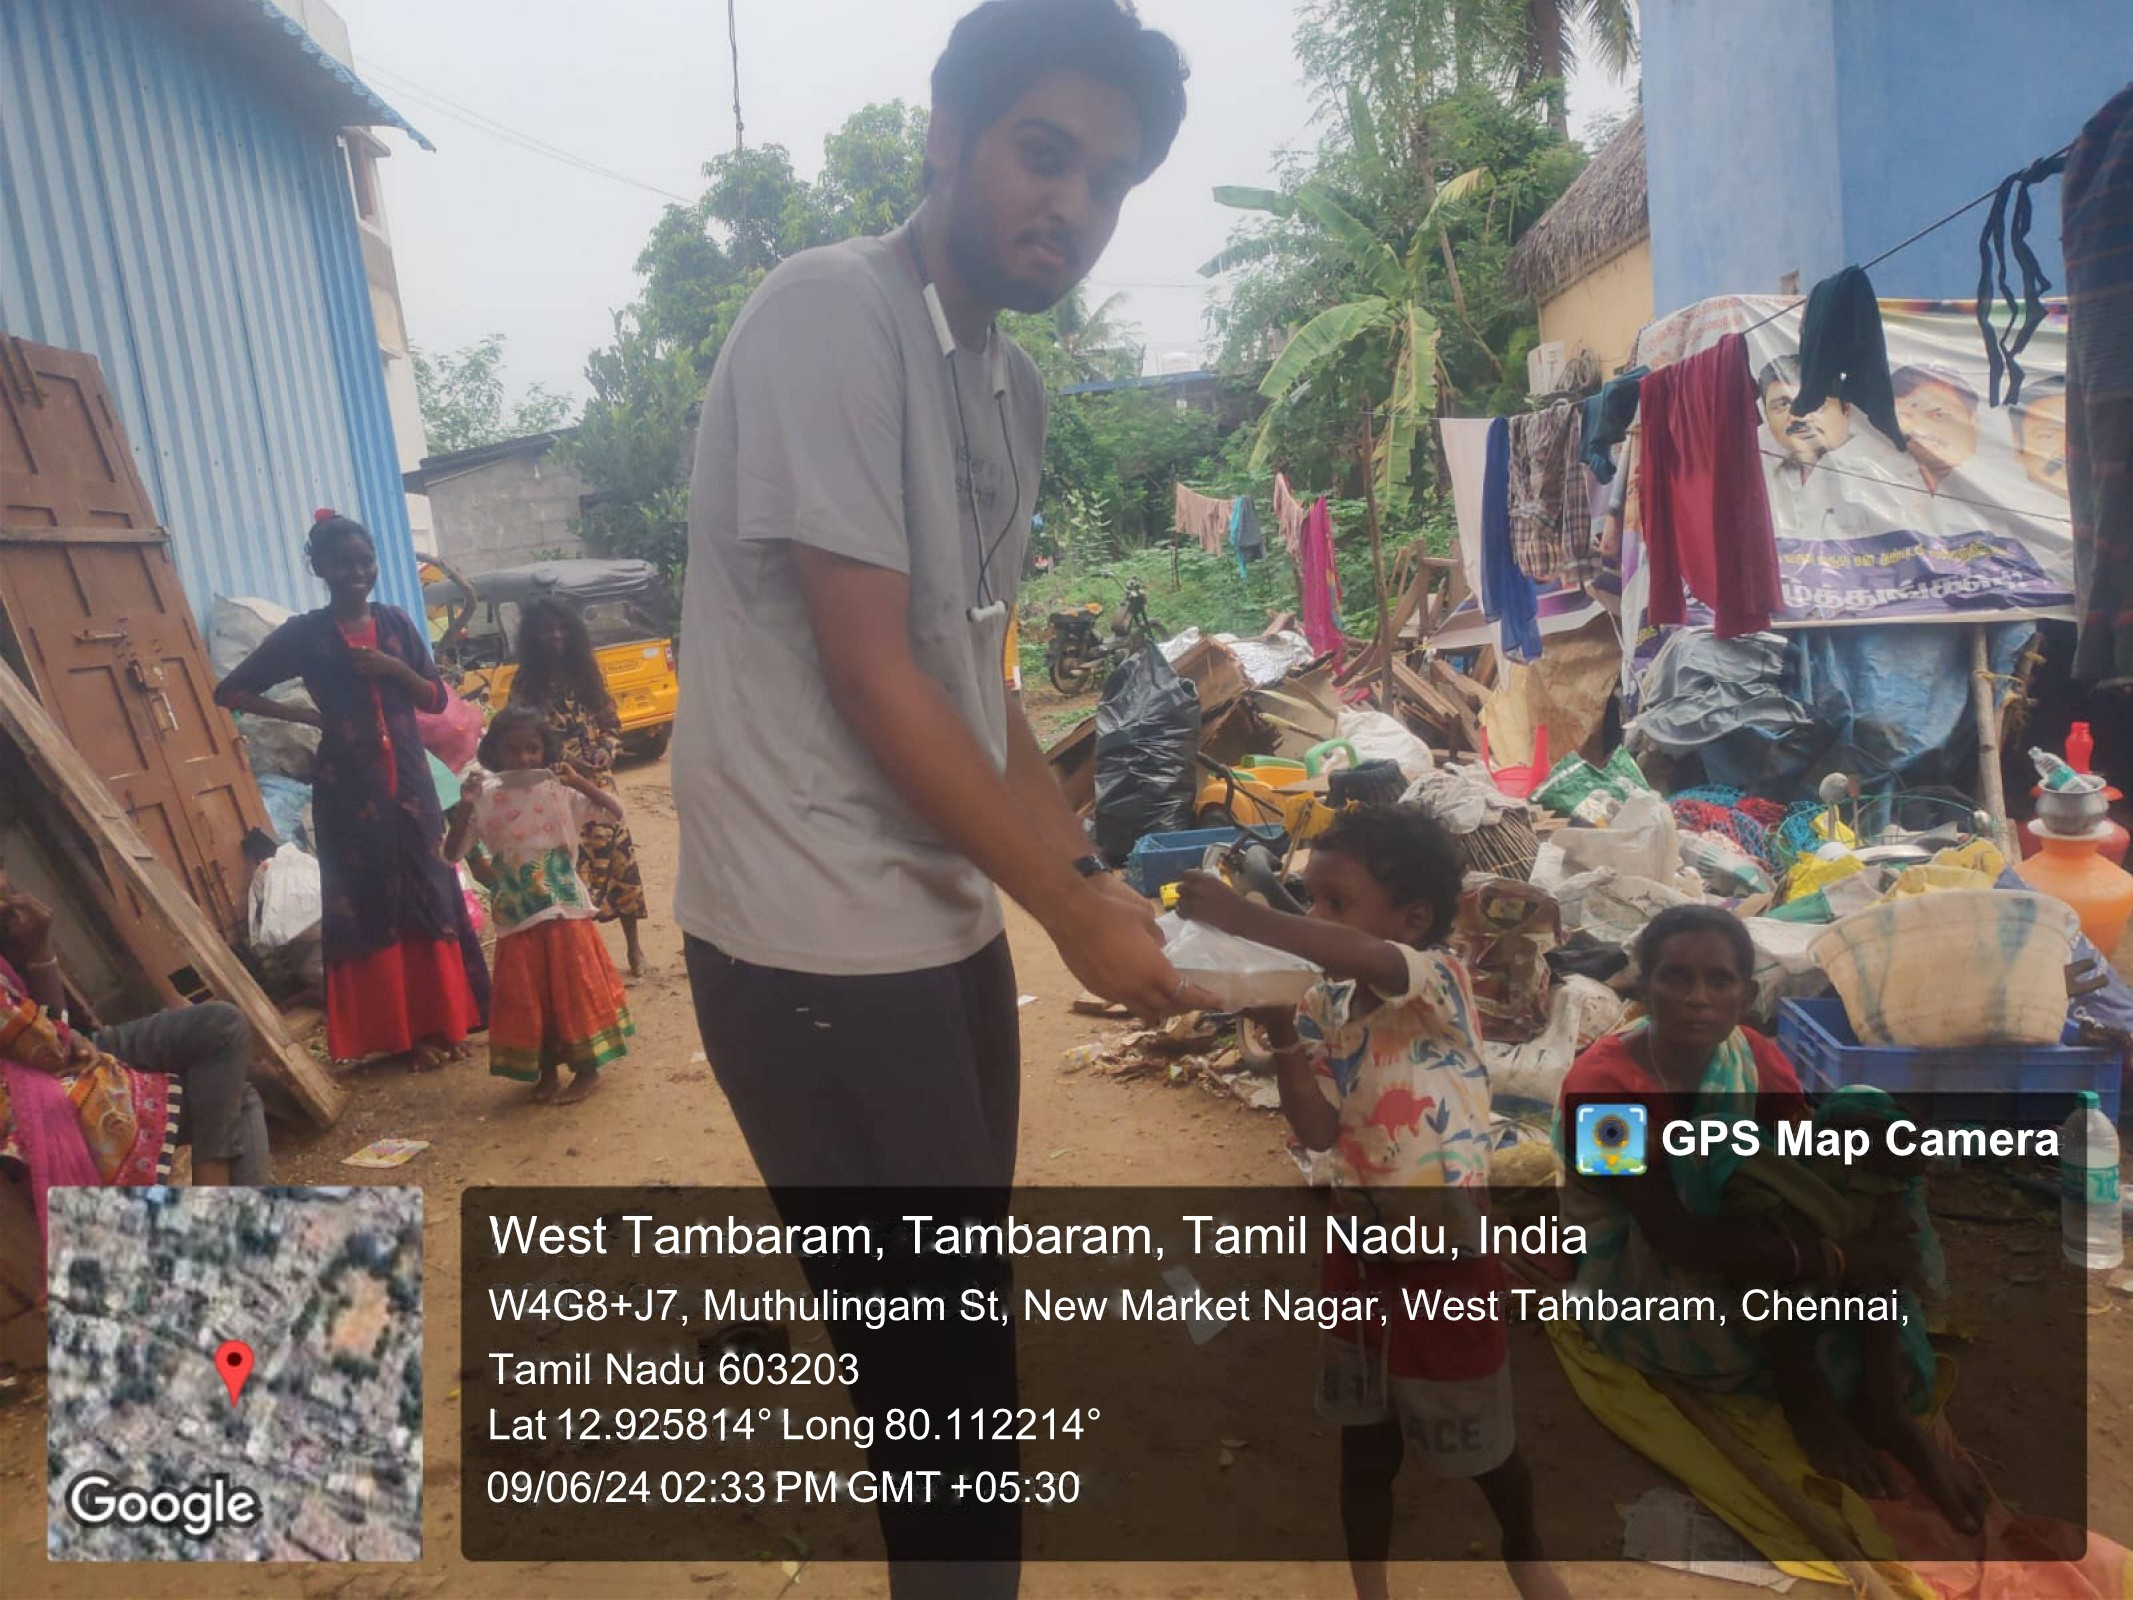 GPS Map Camera
West Tambaram, Tambaram, Tamil Nadu, India
W4G8+J7, Muthulingam St, New Market Nagar, West Tambaram, Chennai,
Tamil Nadu 603203
Lat 12.925814° Long 80.112214°
09/06/24 02:33 PM GMT +05:30
Google